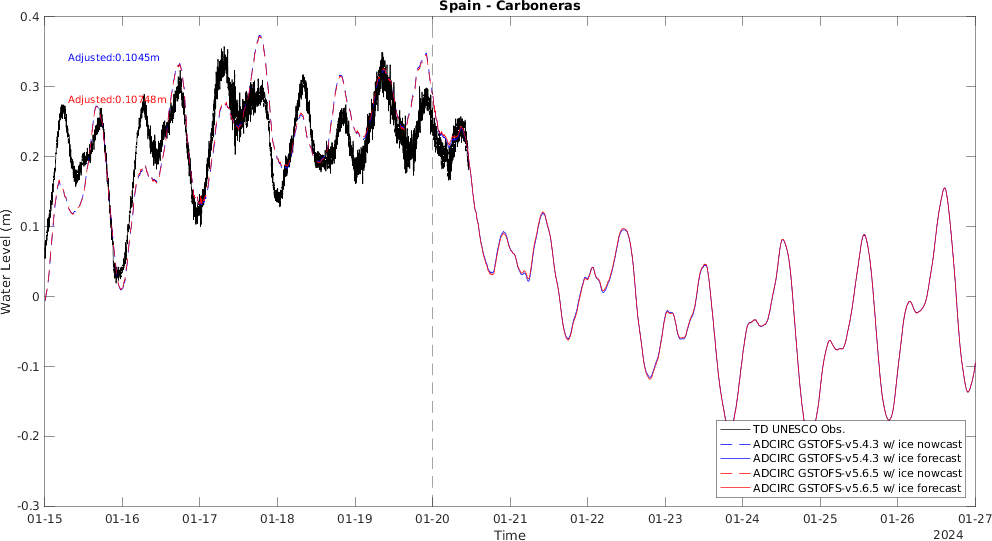 Spain - Carboneras
0.4
0.3
0.2
0.1
0
-0.1
-0.2
-0.3
Water Level (m)
Adjusted:0.1045m
Adjusted:0.10748m
TD UNESCO Obs.
ADCIRC GSTOFS-v5.4.3 w/ ice nowcast
ADCIRC GSTOFS-v5.4.3 w/ ice forecast
ADCIRC GSTOFS-v5.6.5 w/ ice nowcast
ADCIRC GSTOFS-v5.6.5 w/ ice forecast
01-15 01-16 01-17 01-18 01-19 01-20 01-21 01-22 01-23 01-24 01-25 01-26 01-27
Time
2024